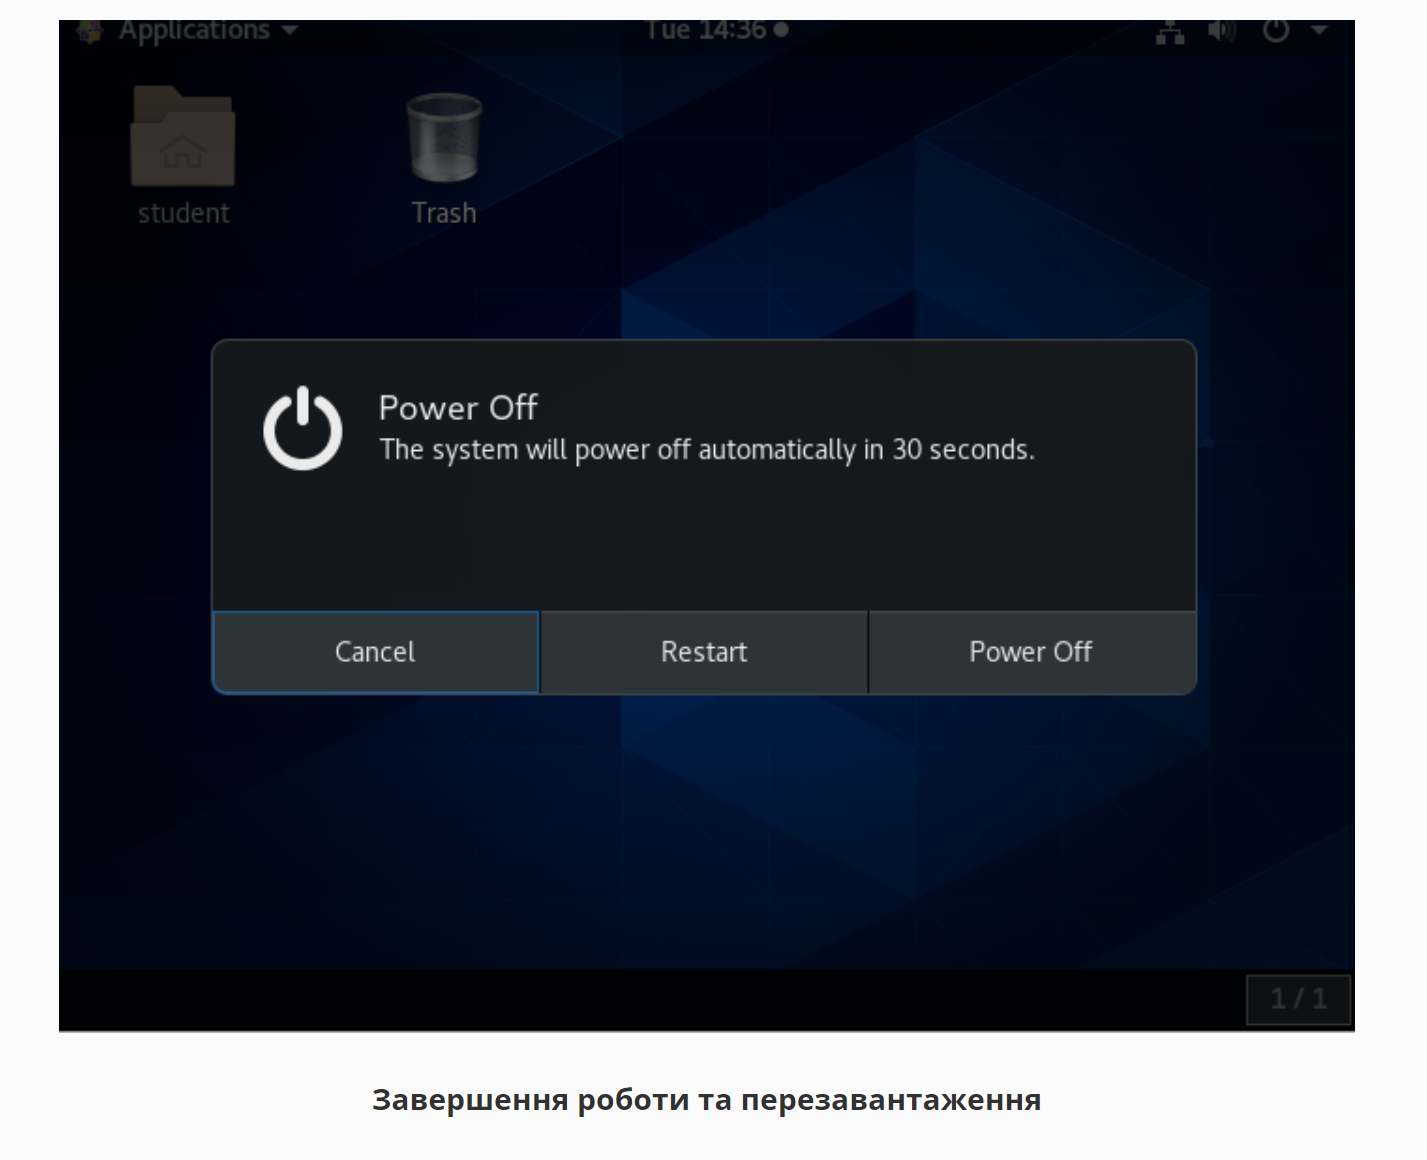 Applications
Tue 14:36
student
Trash
Power Off
The system will power off automatically in 30 seconds.
Cancel
Restart
Power Off
1 / 1
Завершення роботи та перезавантаження